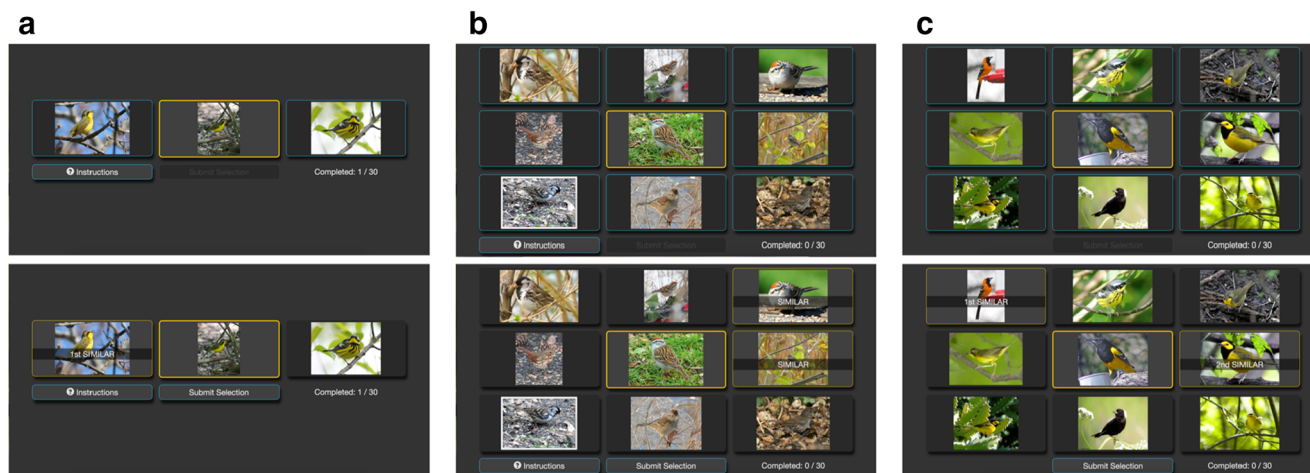 a
b
c
Instructions
Submit Selection
Completed: 1 / 30
Instructions
Submit Selection
Completed: 0 / 30
Submit Selection
Completed: 0 / 30
1st SIMILAR
Instructions
Submit Selection
Completed: 1 / 30
SIMILAR
SIMILAR
Instructions
Submit Selection
Completed: 0 / 30
1st SIMILAR
2nd SIMILAR
Submit Selection
Completed: 0 / 30